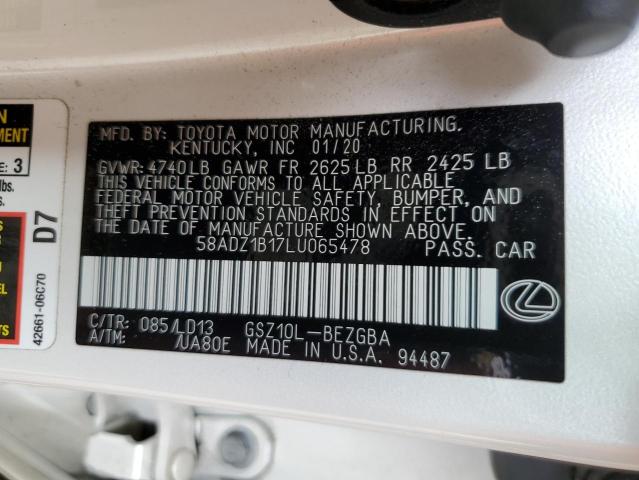 MFD. BY: TOYOTA MOTOR MANUFACTURING.
KENTUCKY, INC 01/20
GVWR: 4740LB GAWR FR 2625LB RR 2425 LB
THIS VEHICLE CONFORMS TO ALL APPLICABLE
FEDERAL MOTOR VEHICLE SAFETY, BUMPER, AND
THEFT PREVENTION STANDARDS IN EFFECT ON
THE DATE OF MANUFACTURE SHOWN ABOVE.
58ADZ1B17LU065478 PASS. CAR
C/TR: 085/LD13 GSZ10L-BEZGBA
A/TM: /UA80E MADE IN U.S.A. 94487
E: 3
lbs.
D7
42661-06C70